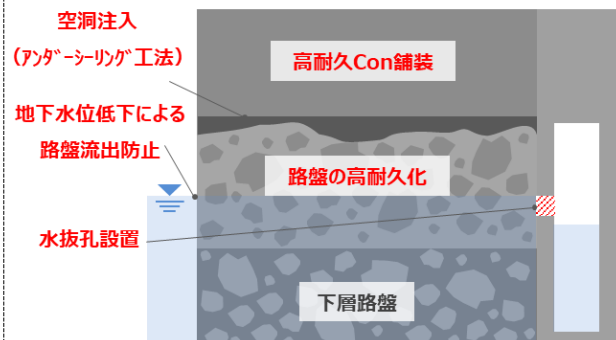 空洞注入
(ｱﾝﾀﾞｰｼｰﾘﾝｸﾞ工法)
高耐久Con舗装
地下水位低下による
路盤流出防止
路盤の高耐久化
水抜孔設置
下層路盤